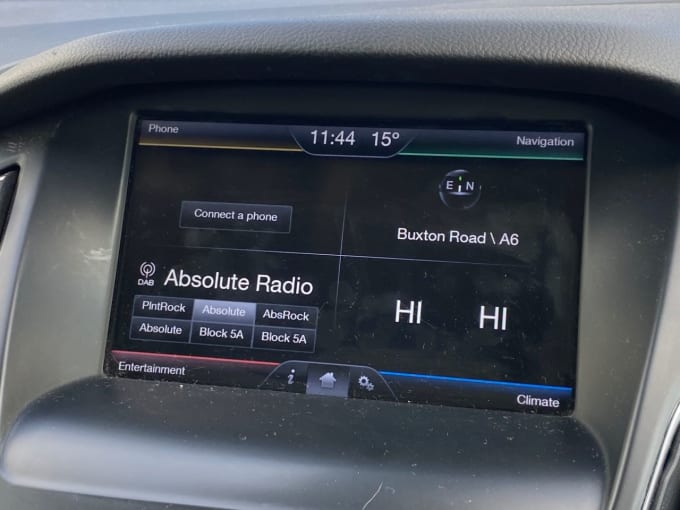 Phone
11:44 15°
Navigation
Connect a phone
E N
Buxton Road \ A6
DAB
Absolute Radio
PlntRock Absolute AbsRock
Absolute Block 5A Block 5A
HI HI
Entertainment
i
Climate